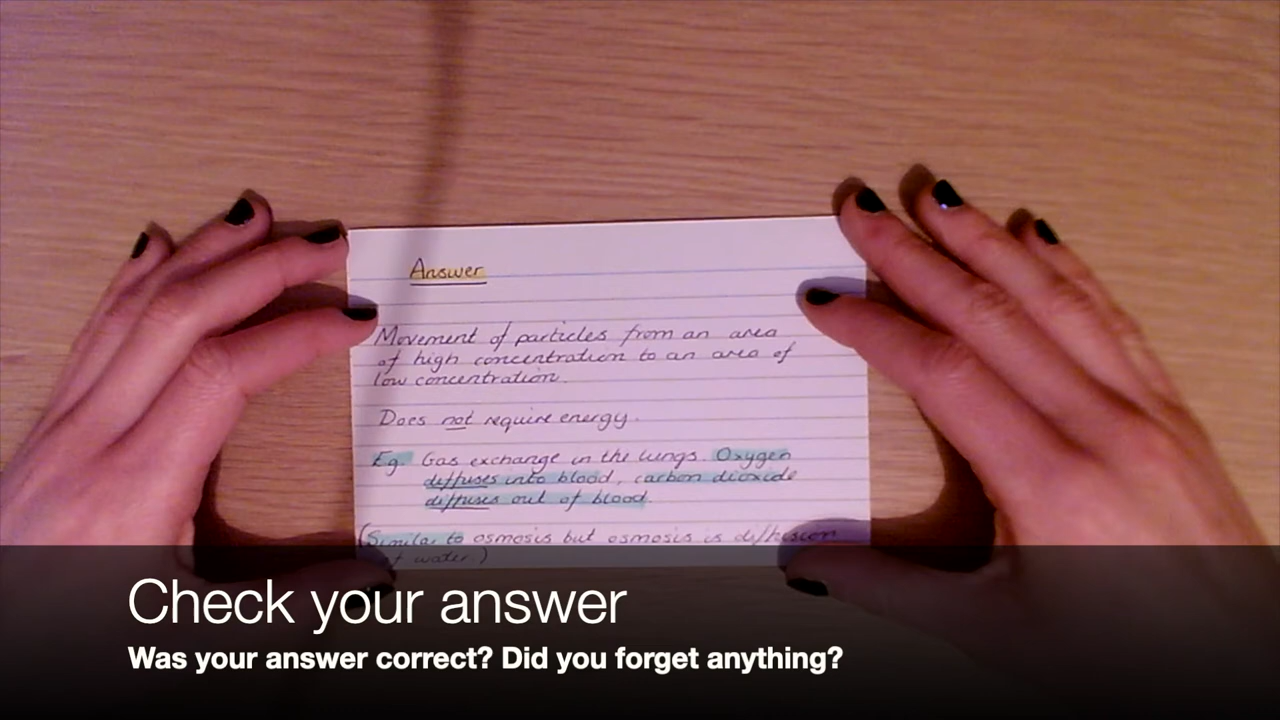 Answer
Movement of particles from an area
of high concentration to an area of
low concentration.
Does not require energy.
Eg. Gas exchange in the lungs. Oxygen
diffuses into blood, carbon dioxide
diffuses out of blood.
(Similar to osmosis but osmosis is diffusion
of water.)
Check your answer
Was your answer correct? Did you forget anything?